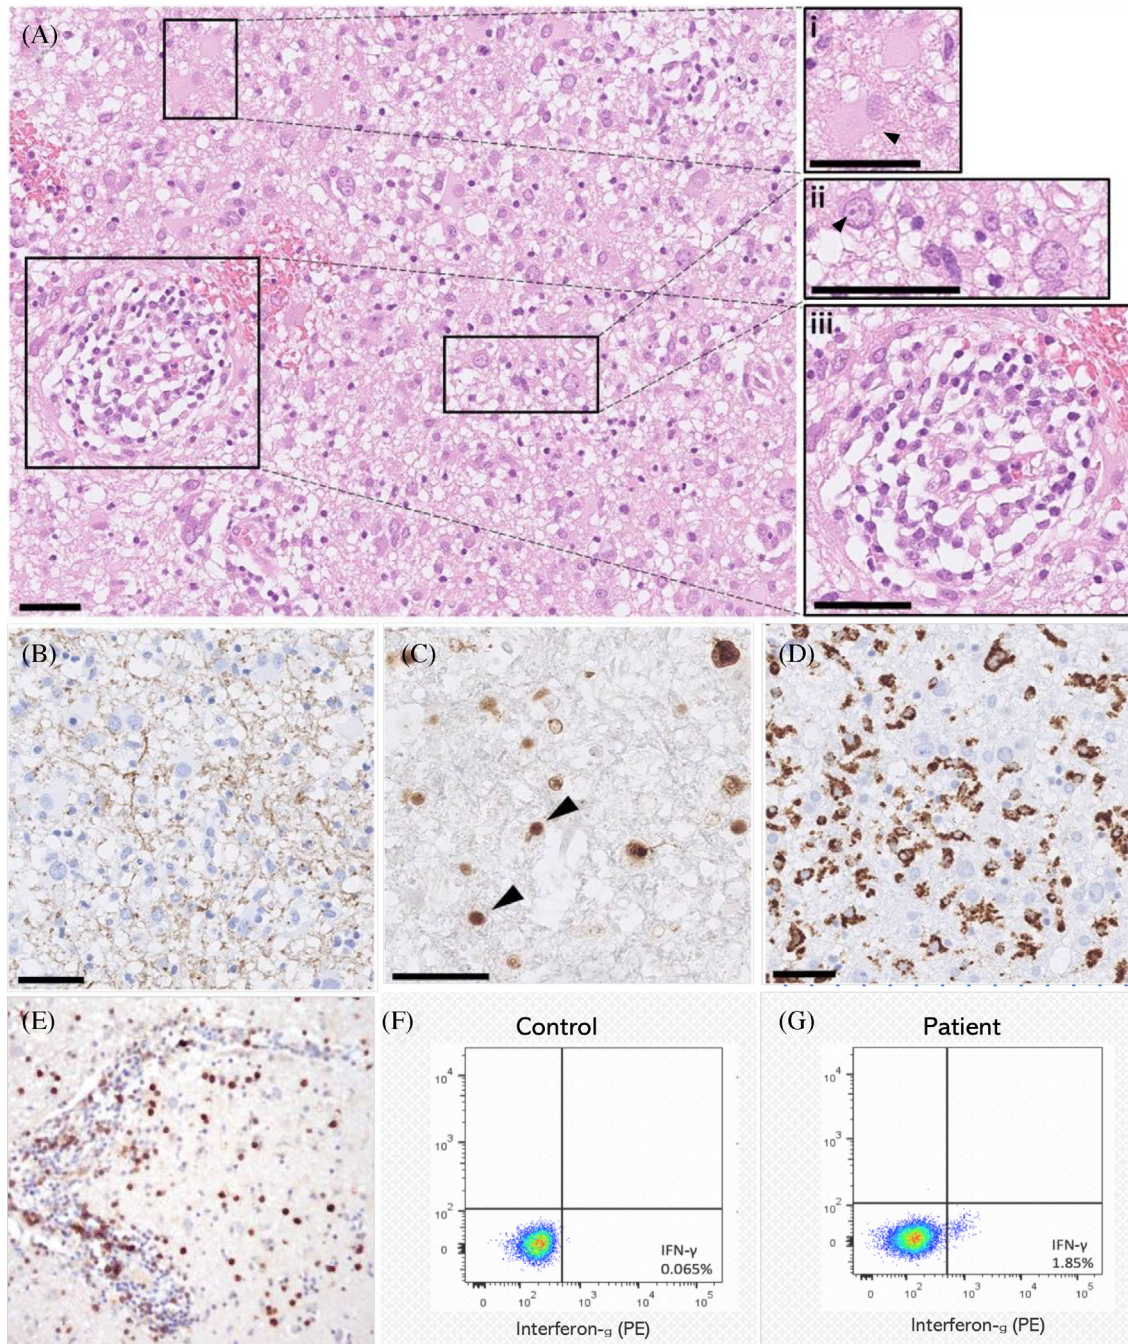 (A)
i
ii
iii
(B)
(C)
(D)
(E)
(F)
Control
10⁴
10³
10²
0
IFN-γ
0.065%
0 10² 10³ 10⁴ 10⁵
Interferon-g (PE)
(G)
Patient
10⁴
10³
10²
0
IFN-γ
1.85%
0 10² 10³ 10⁴ 10⁵
Interferon-g (PE)